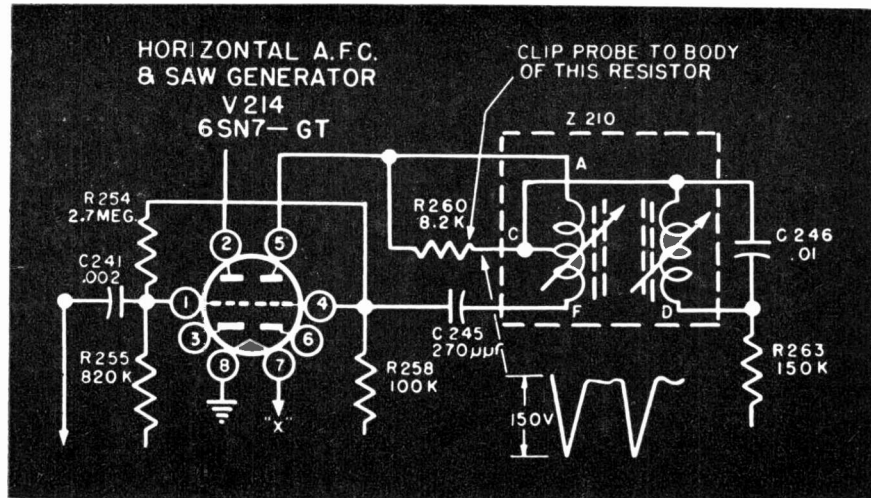 HORIZONTAL A.F.C.
& SAW GENERATOR
V 214
6SN7—GT
CLIP PROBE TO BODY
OF THIS RESISTOR
Z 210
A
R254
2.7MEG.
R260
8.2K
C
C241
.002
2
5
C 246
.01
1
4
3
6
8
7
F
D
C 245
270μμf
R255
820K
R258
100K
R263
150K
"X"
150V